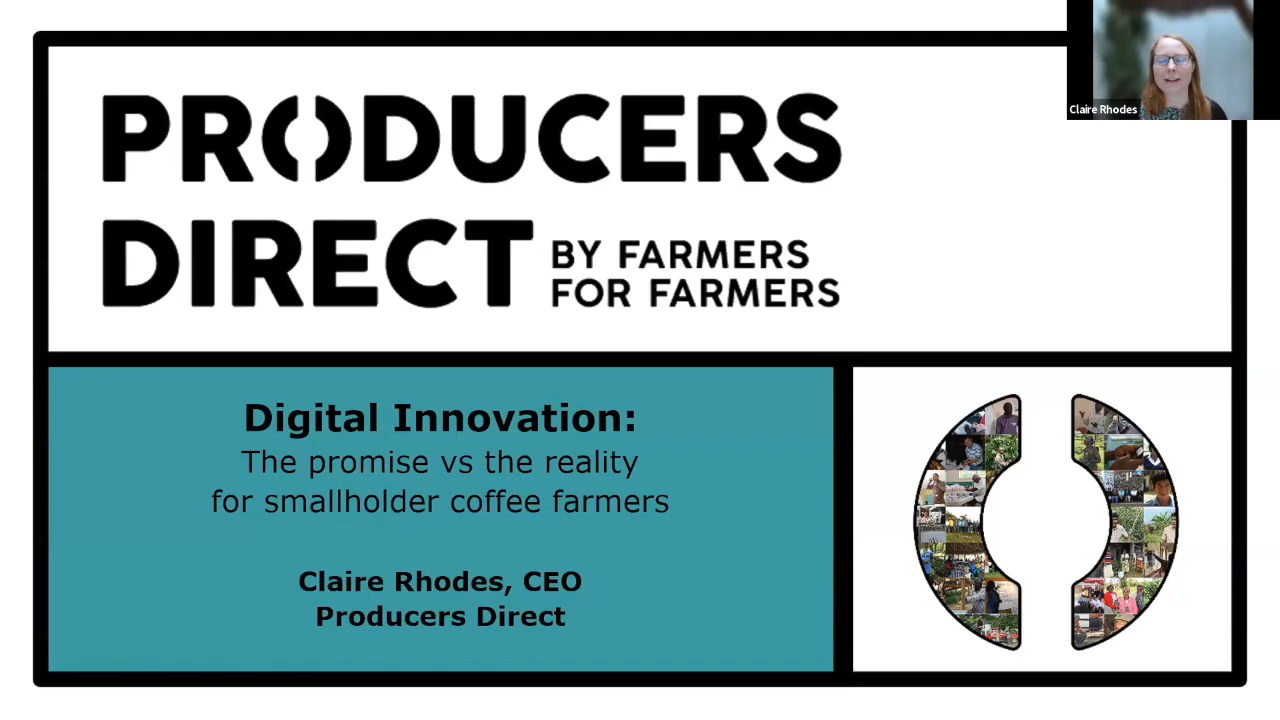 PRODUCERS
DIRECT BY FARMERS
FOR FARMERS
Claire Rhodes
Digital Innovation:
The promise vs the reality
for smallholder coffee farmers
Claire Rhodes, CEO
Producers Direct